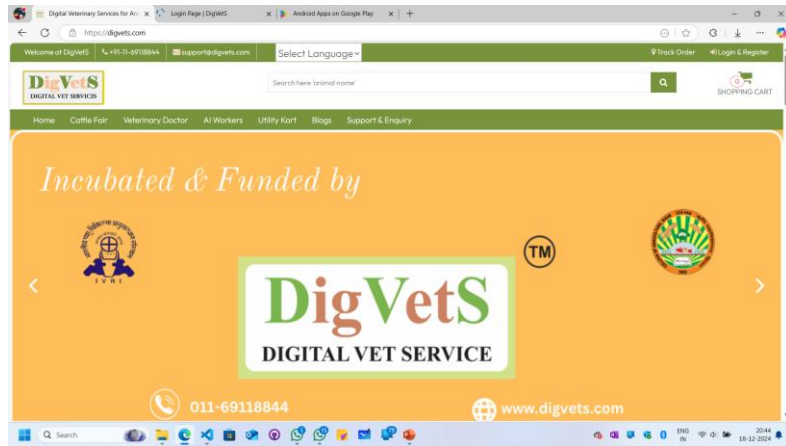 Digital Veterinary Services for An
Login Page | DigVetS
Android Apps on Google Play
https://digvets.com
Welcome at DigVetS
+91-11-69118844
support@digvets.com
Select Language
Track Order
Login & Register
DigVetS
DIGITAL VET SERVICES
Search here 'animal name'
0
SHOPPING CART
Home Cattle Fair Veterinary Doctor AI Workers Utility Kart Blogs Support & Enquiry
Incubated & Funded by
IVRI
TM
DigVetS
DIGITAL VET SERVICE
011-69118844
www.digvets.com
Search
ENG
IN
20:44
18-12-2024